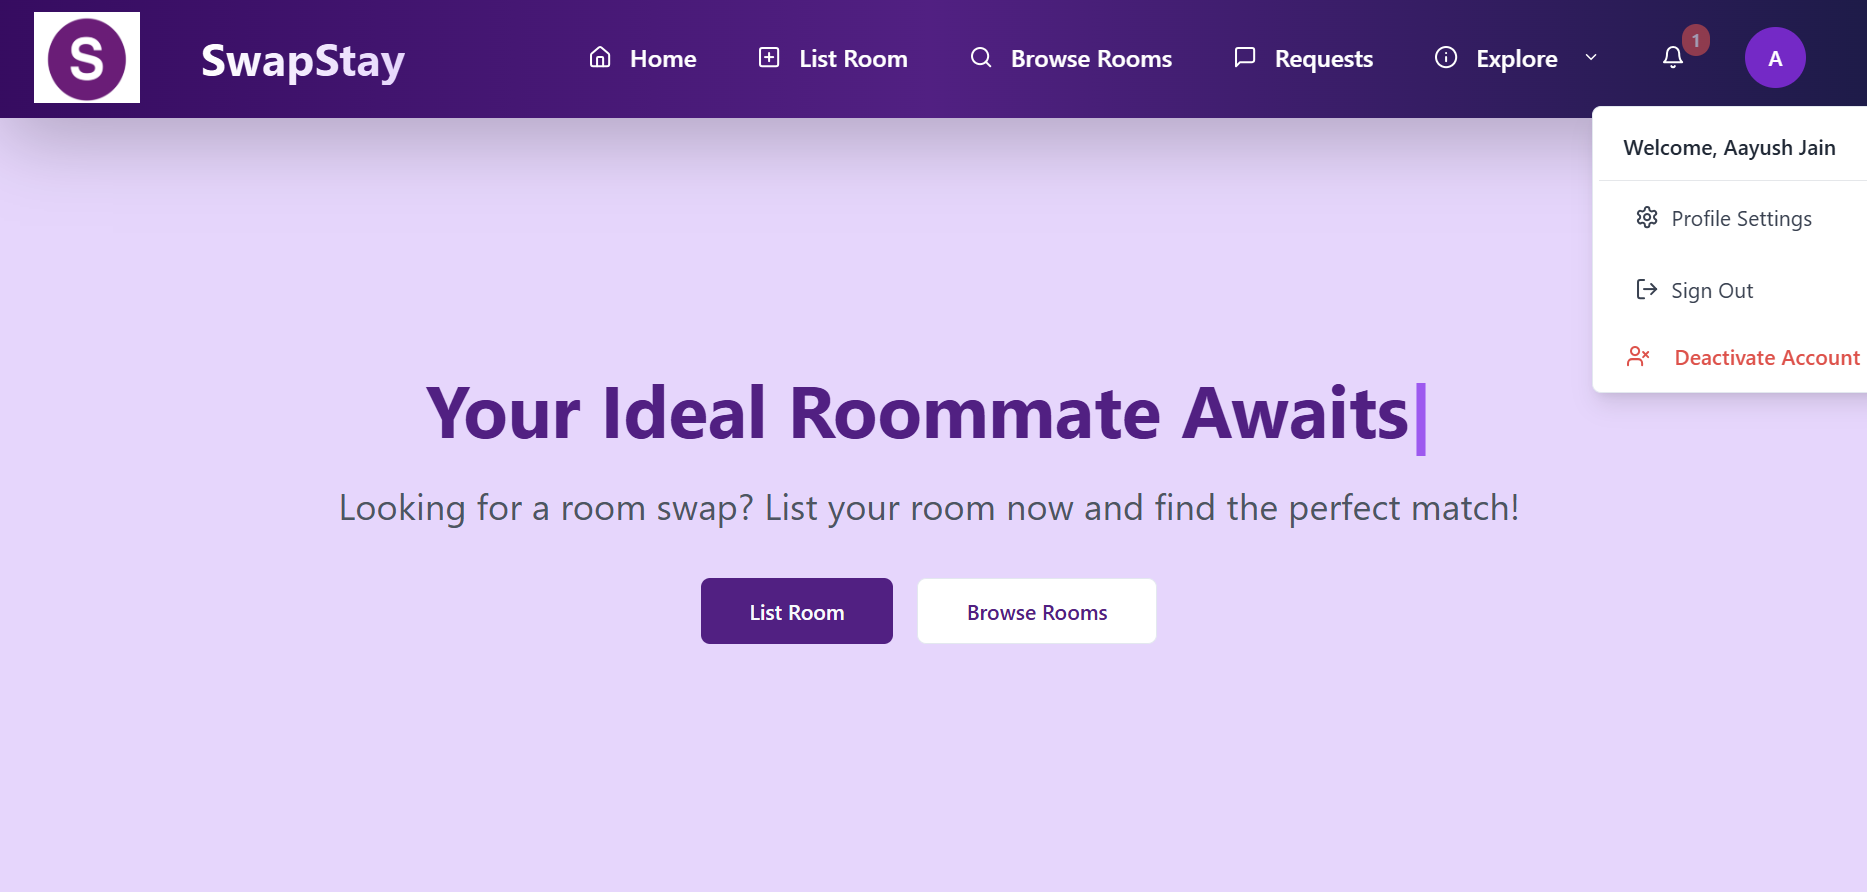 S
SwapStay
Home
List Room
Browse Rooms
Requests
Explore
1
A
Welcome, Aayush Jain
Profile Settings
Sign Out
Deactivate Account
Your Ideal Roommate Awaits
Looking for a room swap? List your room now and find the perfect match!
List Room
Browse Rooms